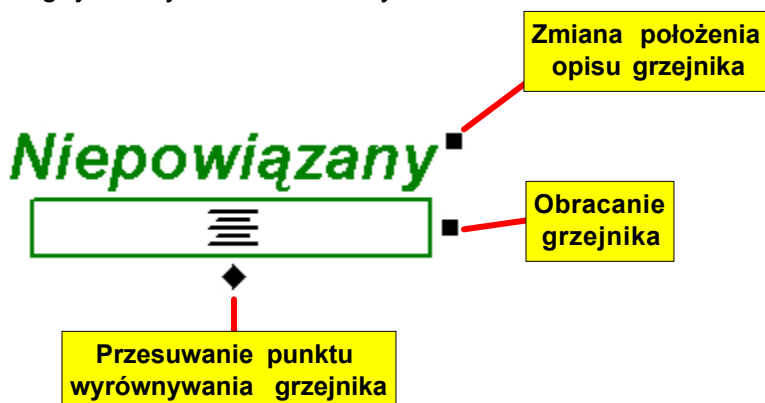 Zmiana położenia
opisu grzejnika
Niepowiązany
Obracanie
grzejnika
Przesuwanie punktu
wyrównywania grzejnika